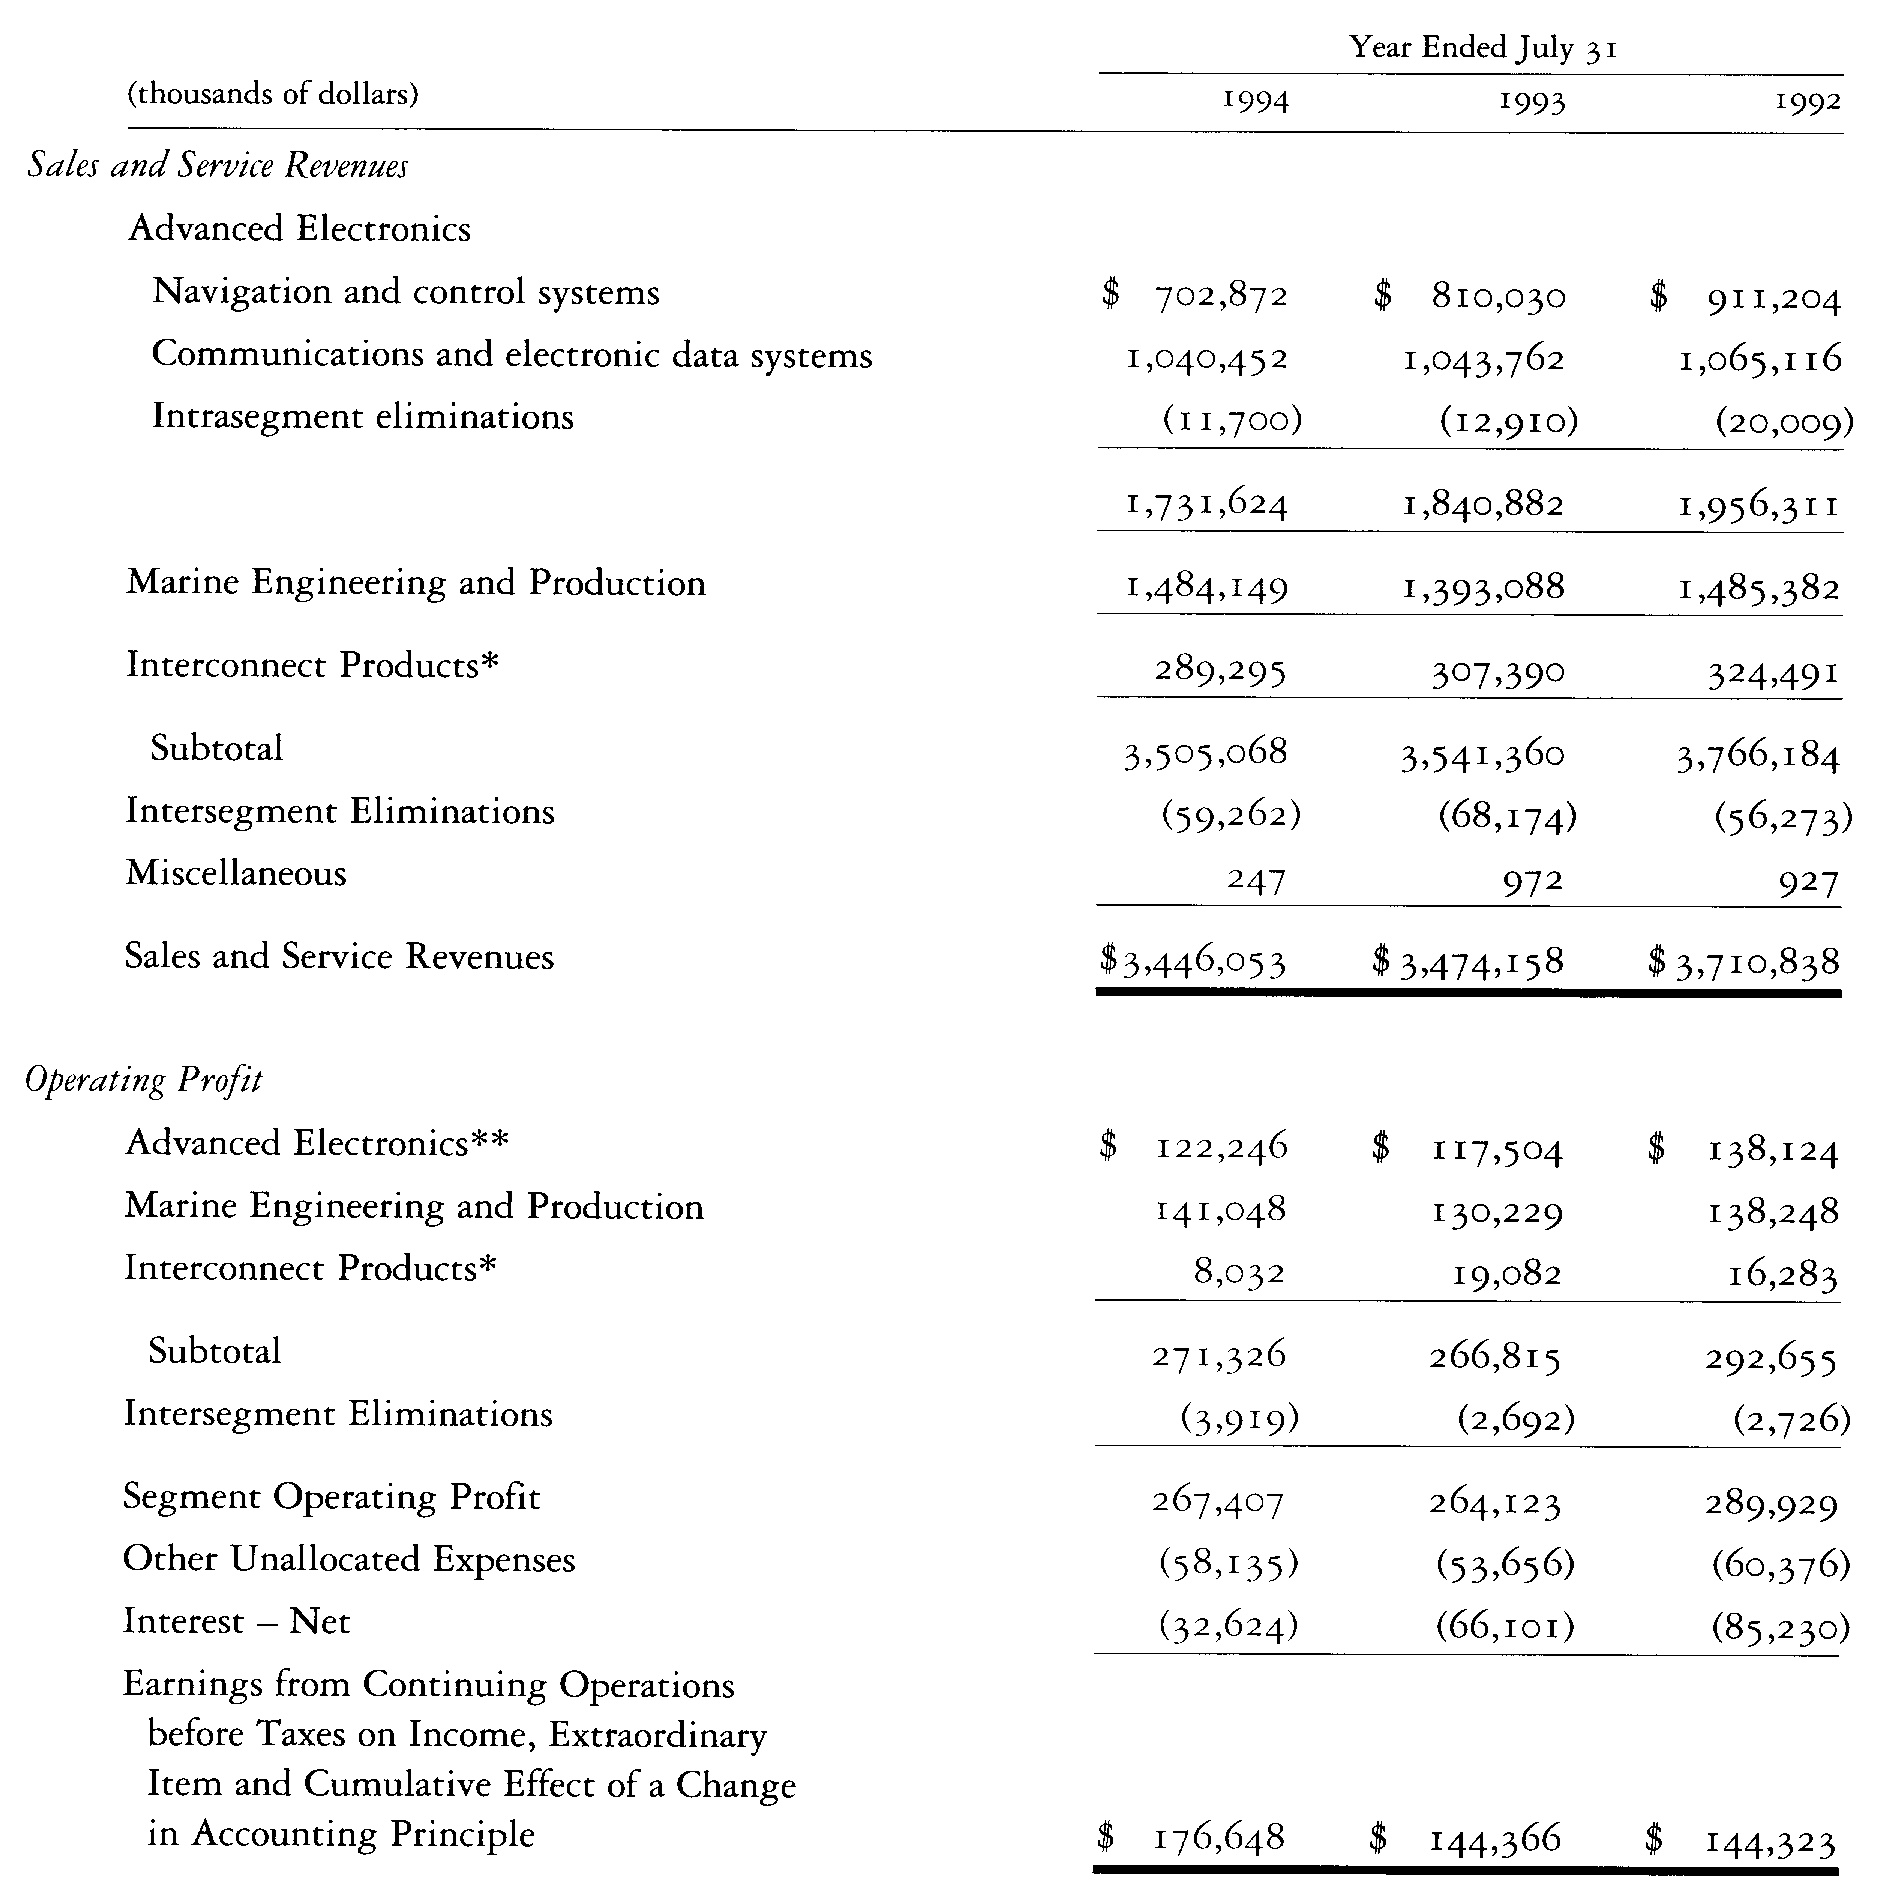 Year Ended July 31
(thousands of dollars) 1994 1993 1992
Sales and Service Revenues
Advanced Electronics
Navigation and control systems $ 702,872 $ 810,030 $ 911,204
Communications and electronic data systems 1,040,452 1,043,762 1,065,116
Intrasegment eliminations (11,700) (12,910) (20,009)
1,731,624 1,840,882 1,956,311
Marine Engineering and Production 1,484,149 1,393,088 1,485,382
Interconnect Products* 289,295 307,390 324,491
Subtotal 3,505,068 3,541,360 3,766,184
Intersegment Eliminations (59,262) (68,174) (56,273)
Miscellaneous 247 972 927
Sales and Service Revenues $3,446,053 $3,474,158 $3,710,838
Operating Profit
Advanced Electronics** $ 122,246 $ 117,504 $ 138,124
Marine Engineering and Production 141,048 130,229 138,248
Interconnect Products* 8,032 19,082 16,283
Subtotal 271,326 266,815 292,655
Intersegment Eliminations (3,919) (2,692) (2,726)
Segment Operating Profit 267,407 264,123 289,929
Other Unallocated Expenses (58,135) (53,656) (60,376)
Interest – Net (32,624) (66,101) (85,230)
Earnings from Continuing Operations
before Taxes on Income, Extraordinary
Item and Cumulative Effect of a Change
in Accounting Principle $ 176,648 $ 144,366 $ 144,323